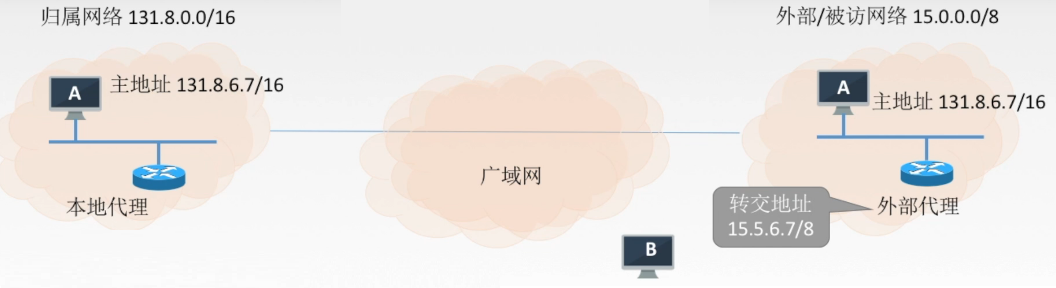 归属网络 131.8.0.0/16
外部/被访网络 15.0.0.0/8
A
主地址 131.8.6.7/16
A
主地址 131.8.6.7/16
广域网
本地代理
转交地址
15.5.6.7/8
外部代理
B